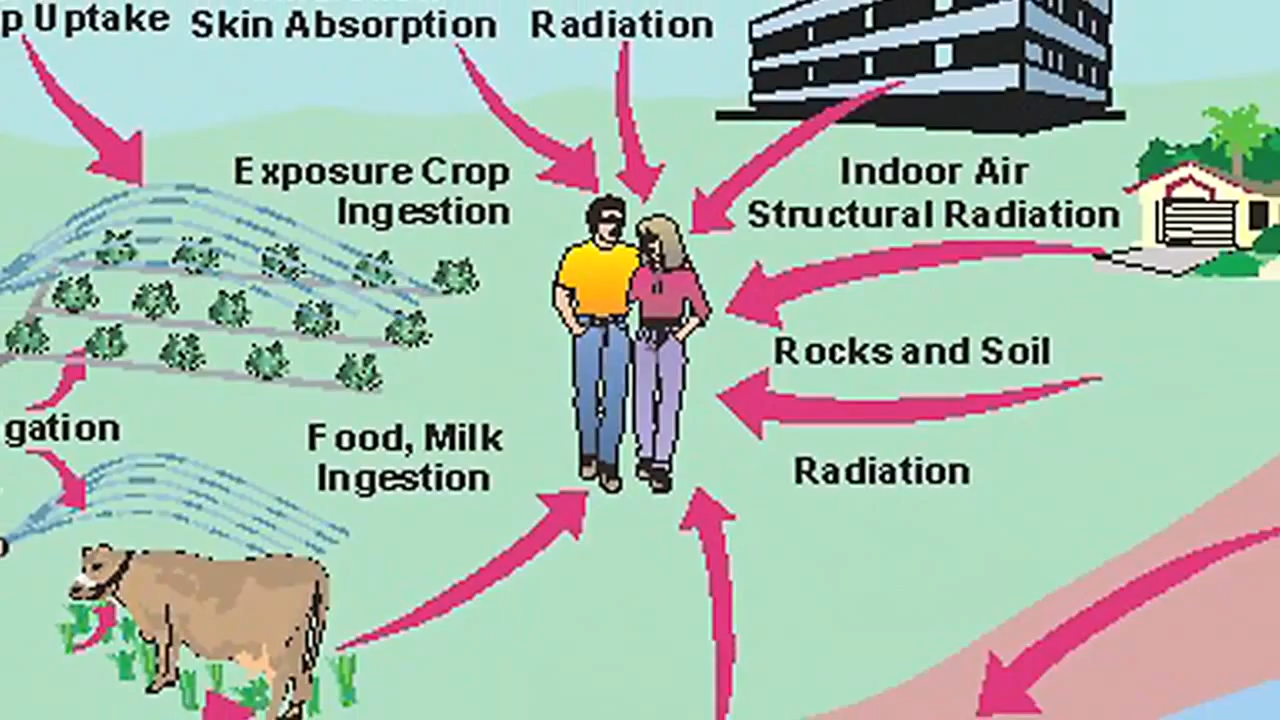 p Uptake
Skin Absorption
Radiation
Exposure Crop
Ingestion
Indoor Air
Structural Radiation
Rocks and Soil
gation
Food, Milk
Ingestion
Radiation